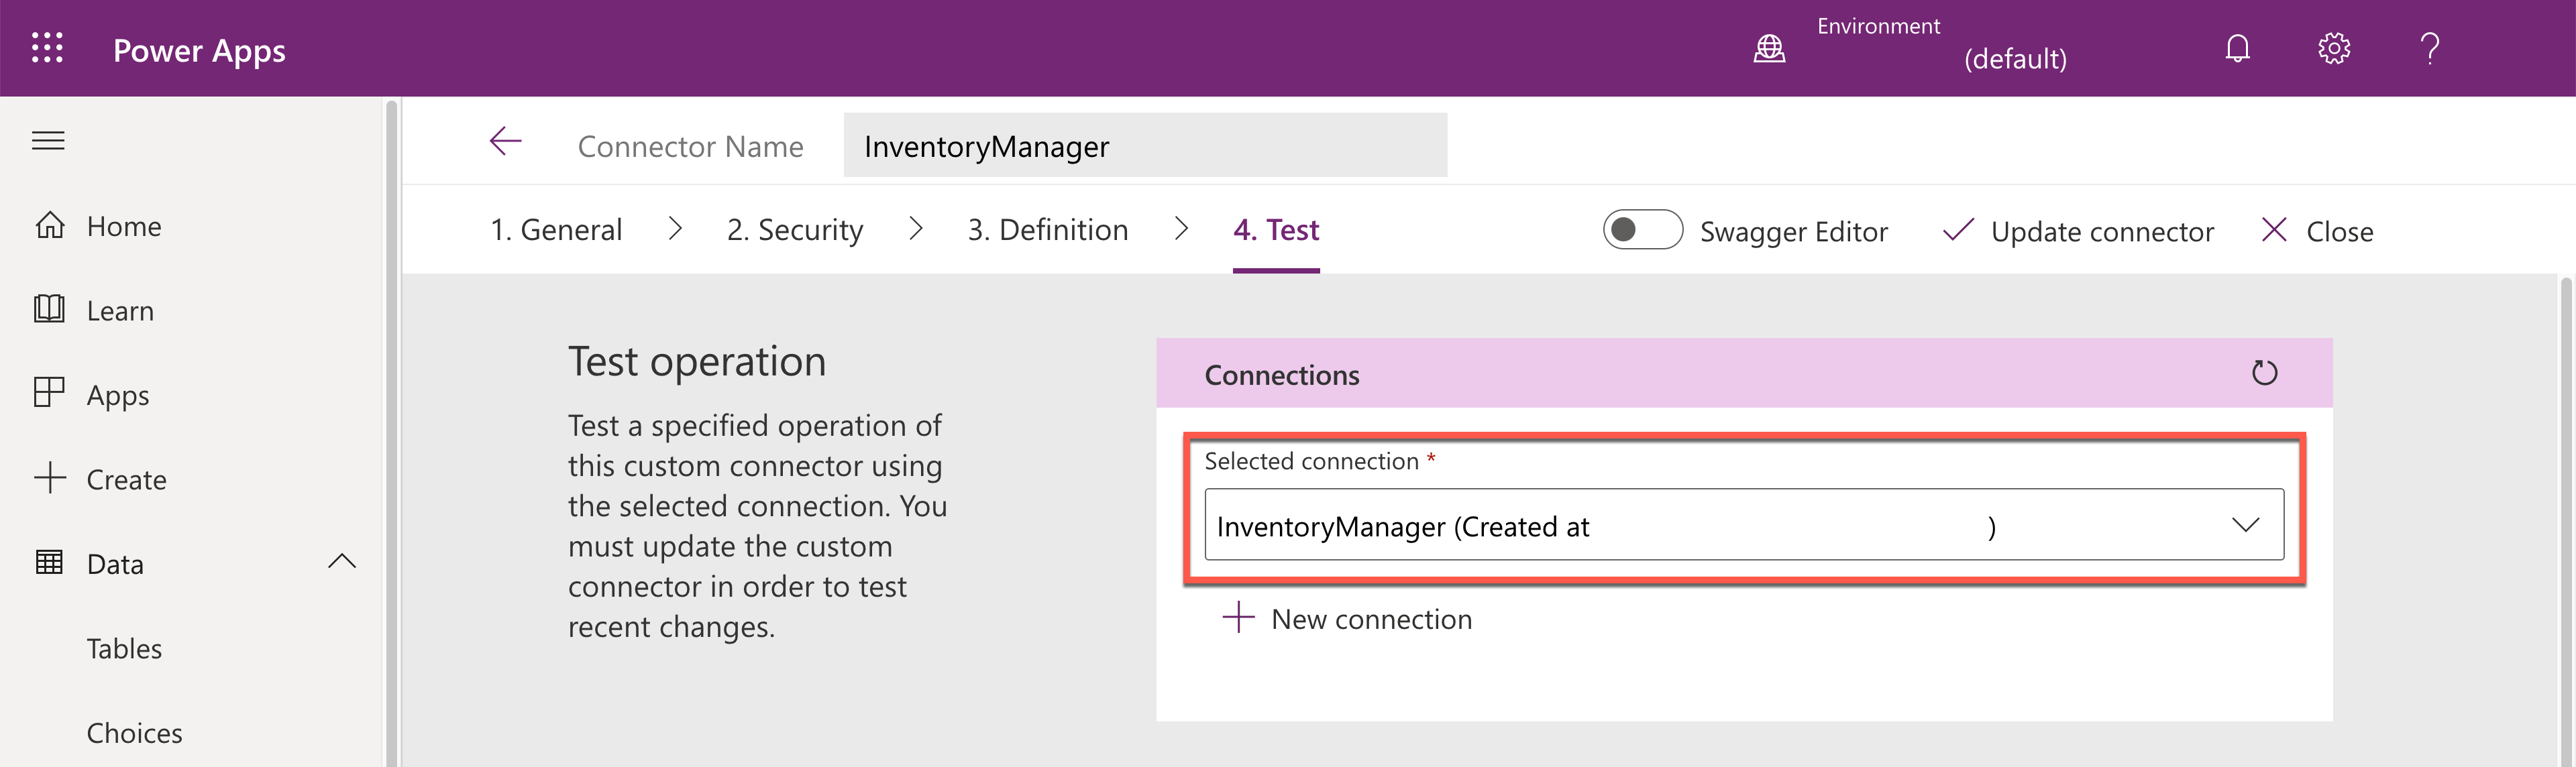 Power Apps
Environment
(default)
Connector Name
InventoryManager
1. General
2. Security
3. Definition
4. Test
Swagger Editor
Update connector
Close
Home
Learn
Apps
Create
Data
Tables
Choices
Test operation
Test a specified operation of
this custom connector using
the selected connection. You
must update the custom
connector in order to test
recent changes.
Connections
Selected connection *
InventoryManager (Created at )
New connection